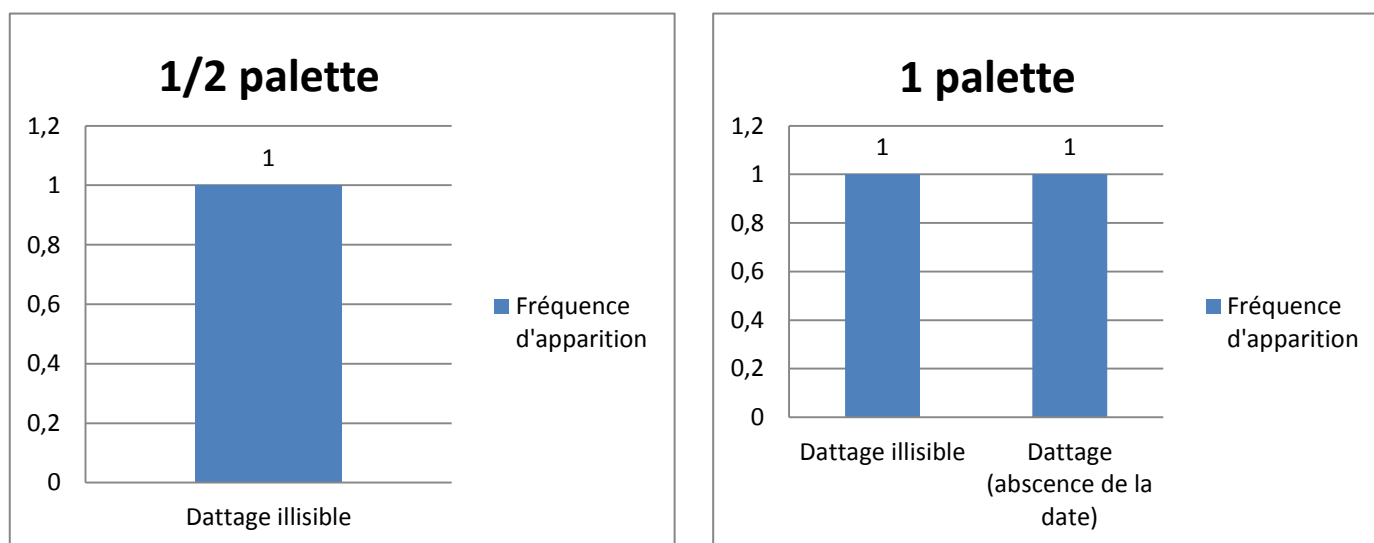 1/2 palette
1,2
1
0,8
0,6
0,4
0,2
0
1
Dattage illisible
Fréquence
d'apparition
1 palette
1,2
1
0,8
0,6
0,4
0,2
0
1
1
Dattage illisible
Dattage
(abscence de la
date)
Fréquence
d'apparition